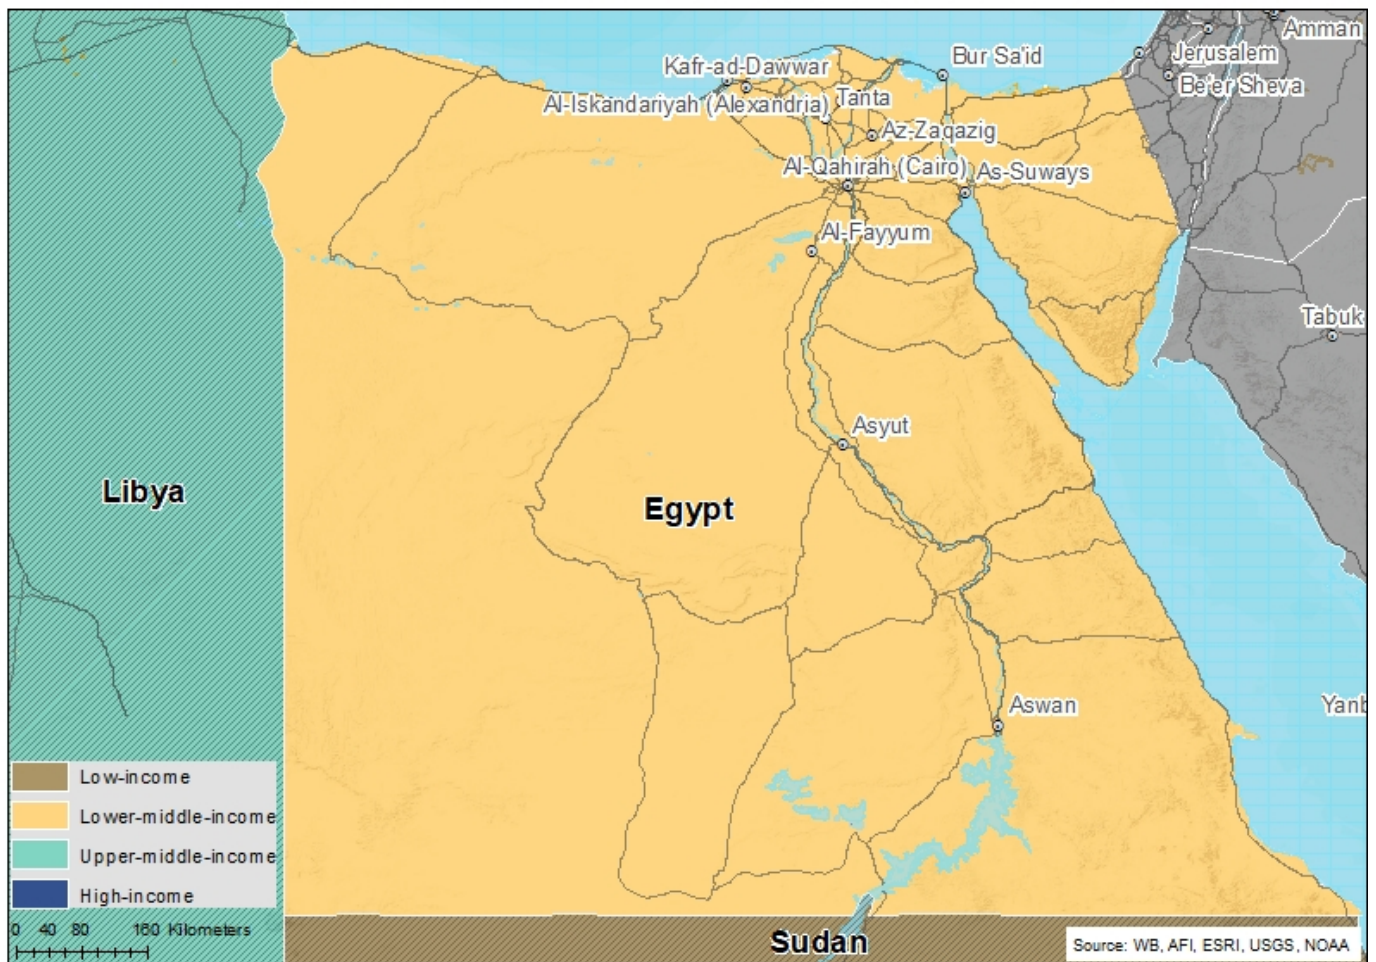 Amman
Jerusalem
Bur Sa'id
Kafr-ad-Dawwar
Be'er Sheva
Al-Iskandariyah (Alexandria)
Tanta
Az-Zaqazig
Al-Qahirah (Cairo)
As-Suways
Al-Fayyum
Tabuk
Asyut
Libya
Egypt
Aswan
Yanb
Low-income
Lower-middle-income
Upper-middle-income
High-income
0 40 80 160 Kilometers
Sudan
Source: WB, AFI, ESRI, USGS, NOAA